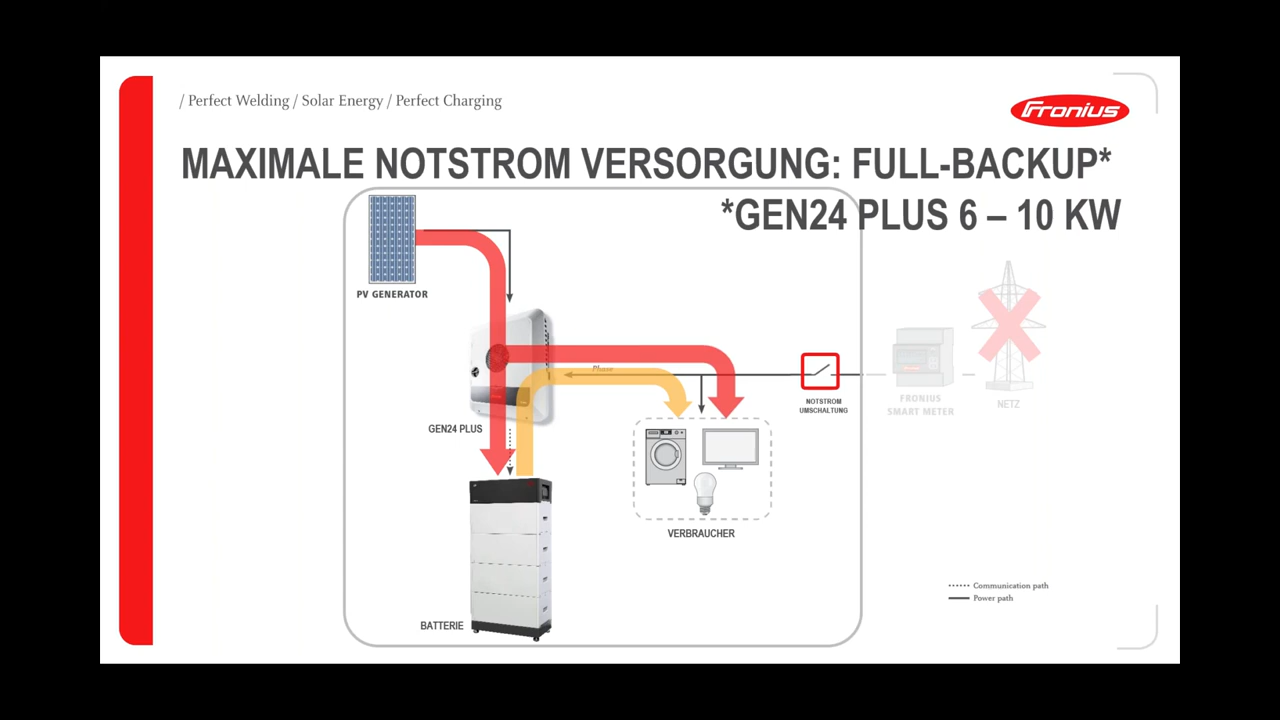 / Perfect Welding / Solar Energy / Perfect Charging
Fronius
MAXIMALE NOTSTROM VERSORGUNG: FULL-BACKUP*
*GEN24 PLUS 6 – 10 KW
PV GENERATOR
Phase
NOTSTROM
UMSCHALTUNG
FRONIUS
SMART METER
NETZ
GEN24 PLUS
VERBRAUCHER
BATTERIE
Communication path
Power path